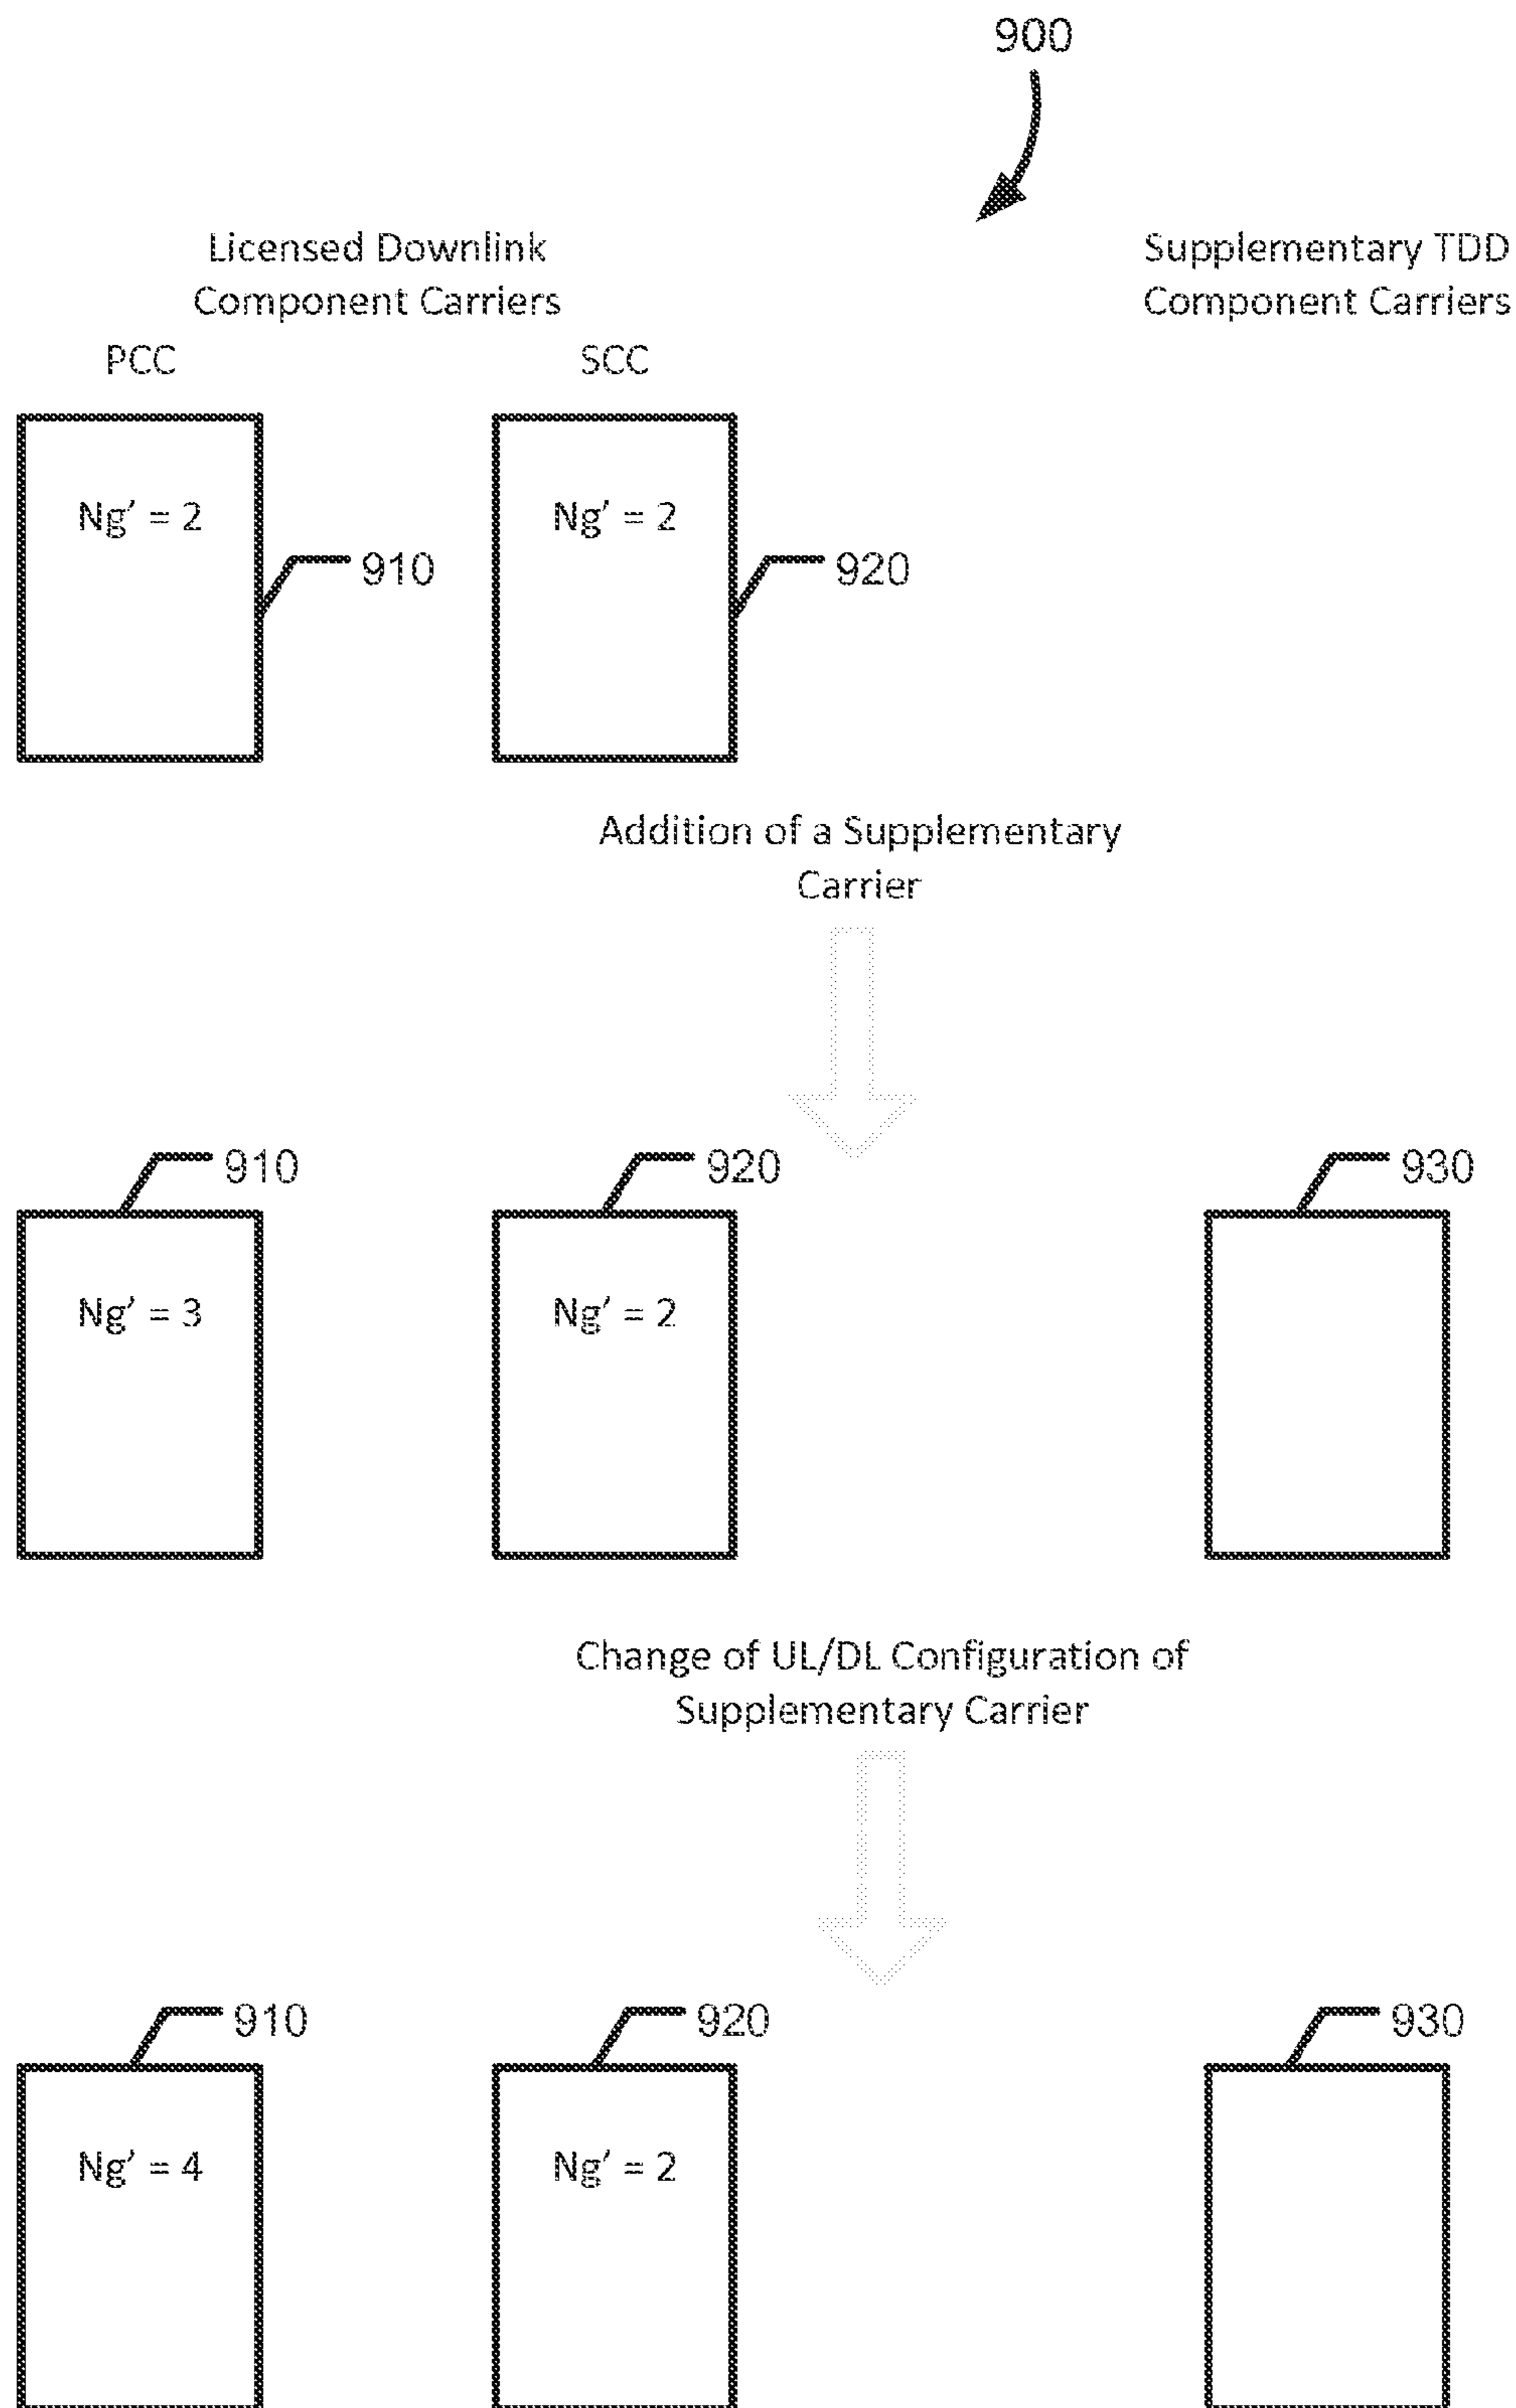 900
Licensed Downlink
Component Carriers
Supplementary TDD
Component Carriers
PCC
SCC
Ng' = 2
Ng' = 2
910
920
Addition of a Supplementary
Carrier
910
920
930
Ng' = 3
Ng' = 2
Change of UL/DL Configuration of
Supplementary Carrier
910
920
930
Ng' = 4
Ng' = 2